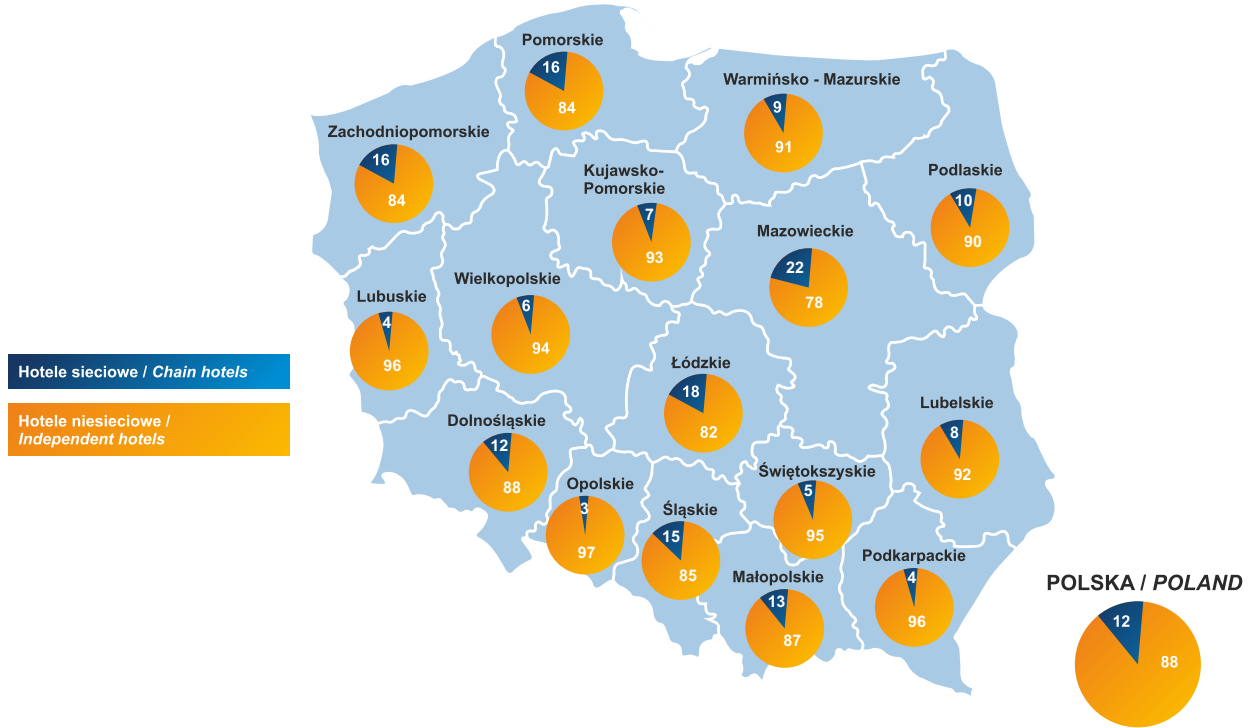 Pomorskie
16
84
Warmińsko - Mazurskie
9
91
Zachodniopomorskie
16
84
Kujawsko-
Pomorskie
7
93
Podlaskie
10
90
Mazowieckie
22
78
Wielkopolskie
6
94
Lubuskie
4
96
Łódzkie
18
82
Hotele sieciowe / Chain hotels
Hotele niesieciowe /
Independent hotels
Dolnośląskie
12
88
Lubelskie
8
92
Opolskie
3
97
Śląskie
15
85
Świętokszyskie
5
95
Małopolskie
13
87
Podkarpackie
4
96
POLSKA / POLAND
12
88